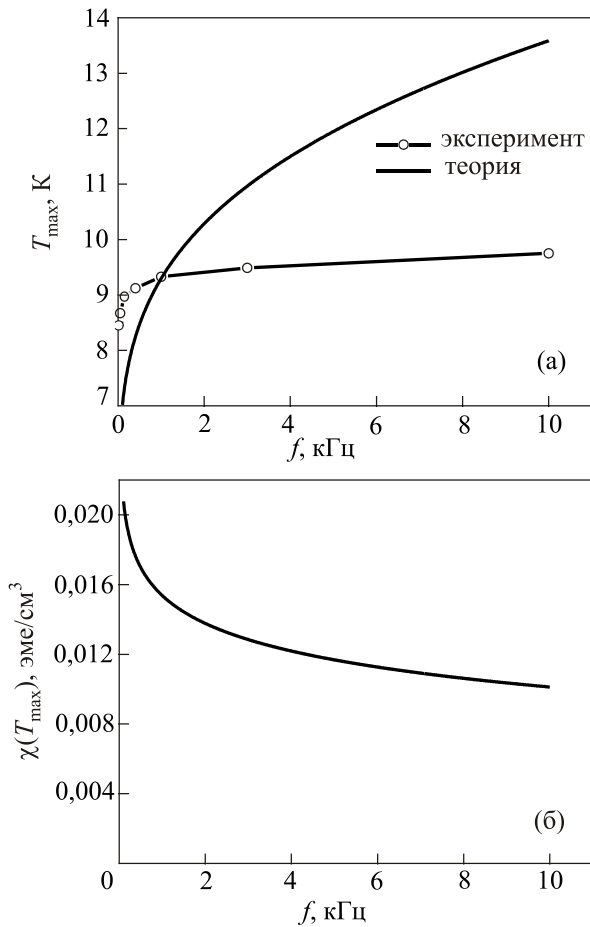 14
13
12
11
10
9
8
7
T_max, К
эксперимент
теория
(а)
0 2 4 6 8 10
f, кГц
0,020
0,016
0,012
0,008
0,004
χ(T_max), эме/см³
(б)
0 2 4 6 8 10
f, кГц